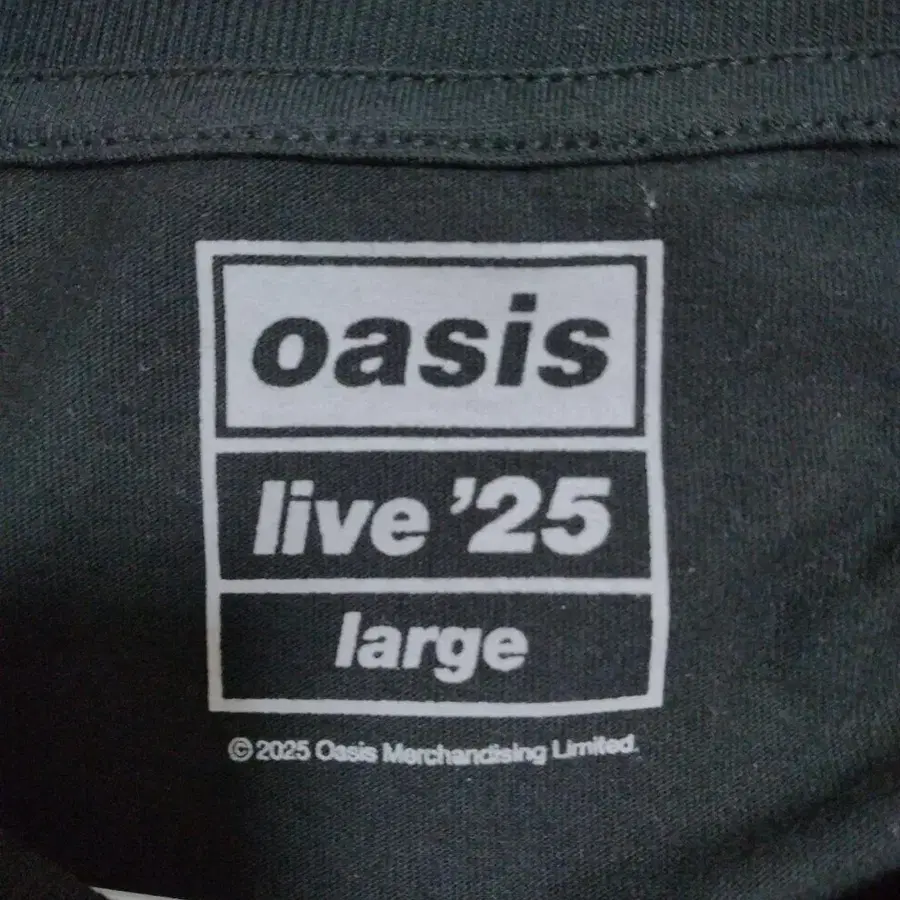 oasis
live ’25
large
© 2025 Oasis Merchandising Limited.